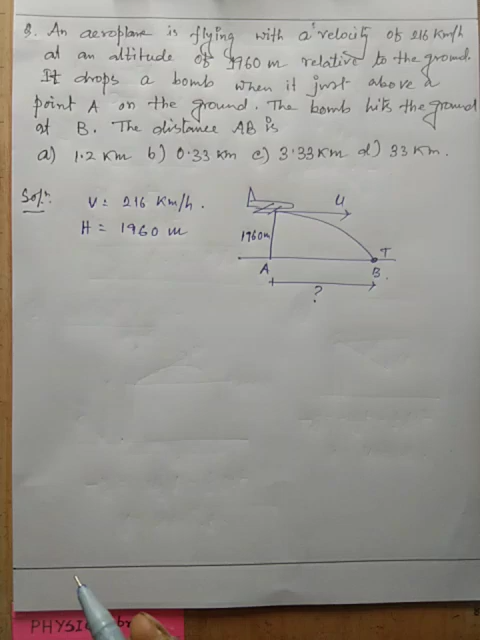 Q. An aeroplane is flying with a velocity of 216 Km/h
at an altitude of 1960 m relative to the ground.
It drops a bomb when it just above a
point A on the ground. The bomb hits the ground
at B. The distance AB is
a) 1.2 Km b) 0.33 Km c) 3.33 Km d) 33 Km.
Soln:
V = 216 Km/h.
H = 1960 m
u
1960m
T
A
B
?
PHYSI